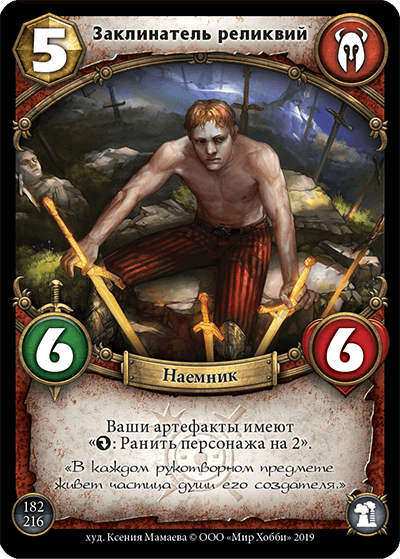 5
Заклинатель реликвий
6
6
Наемник
Ваши артефакты имеют
«: Ранить персонажа на 2».
«В каждом рукотворном предмете
живет частица души его создателя.»
182
216
худ. Ксения Мамаева © ООО «Мир Хобби» 2019